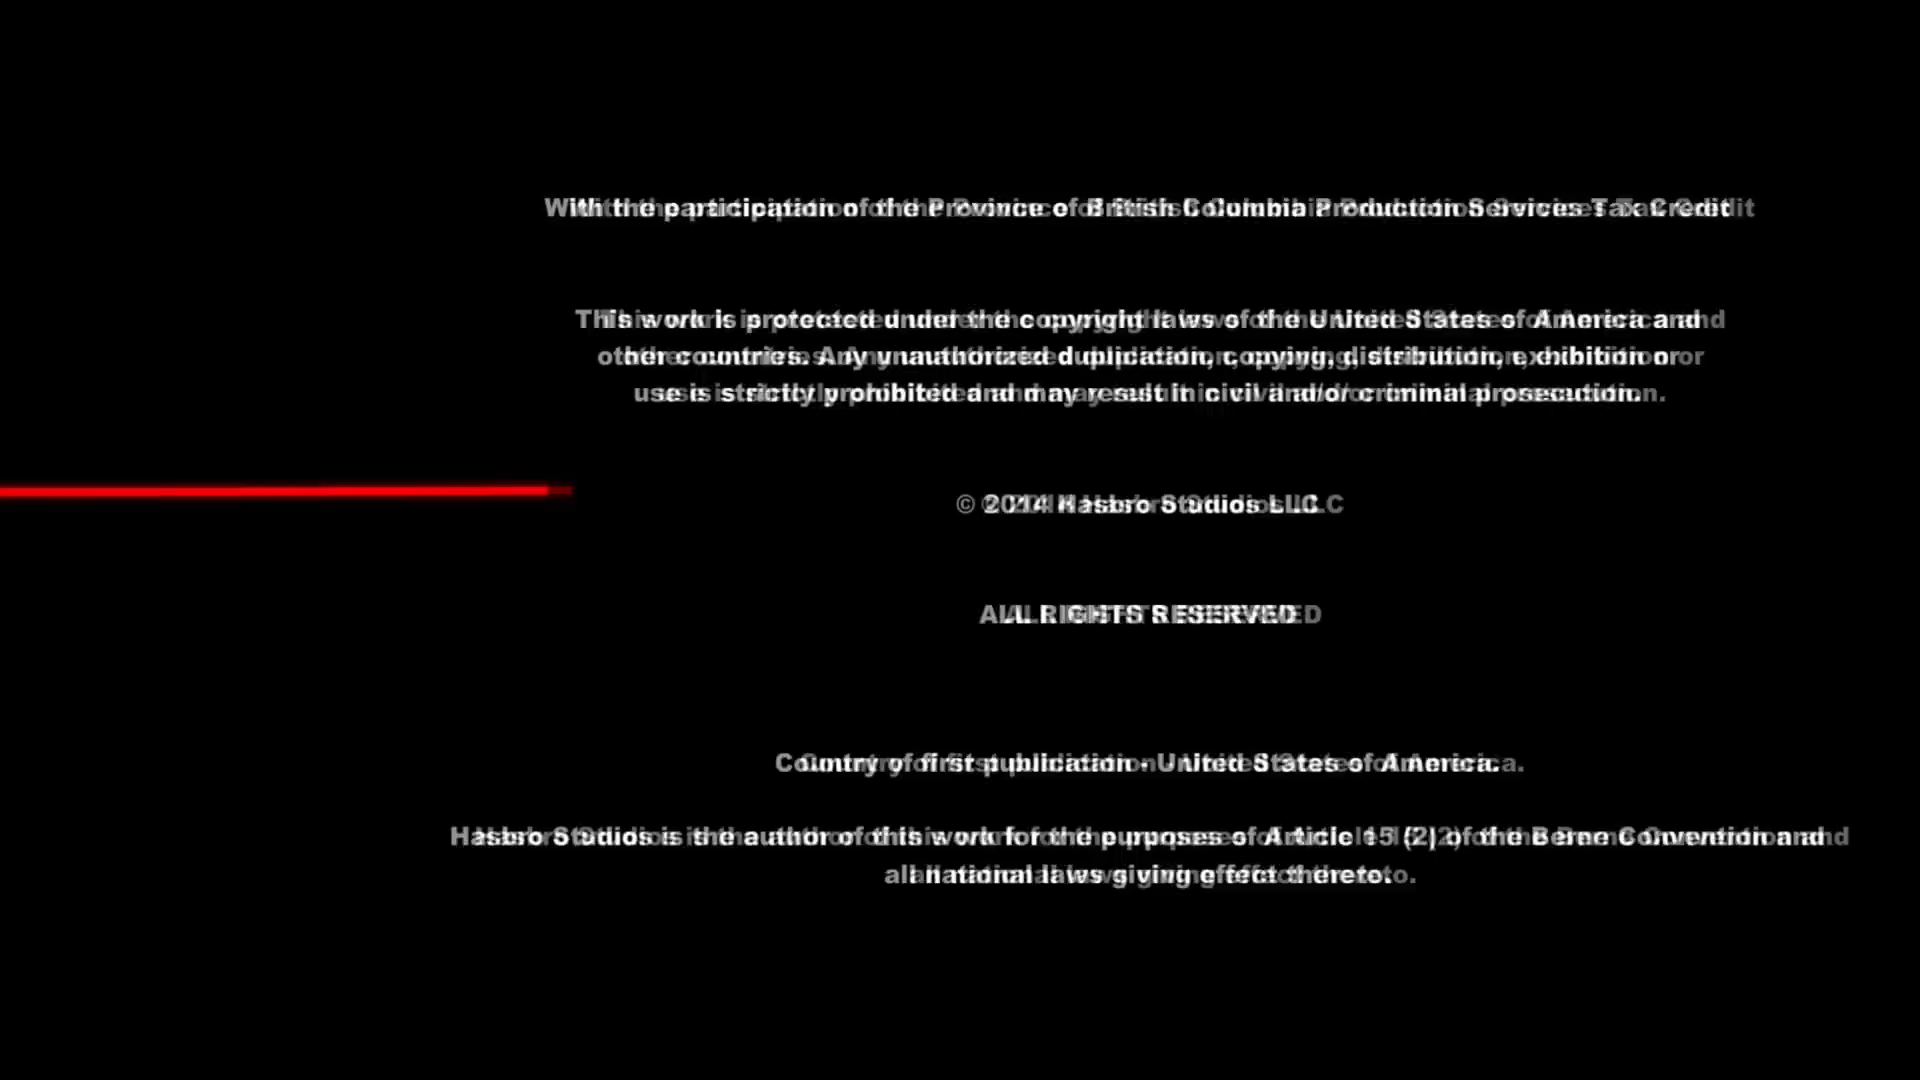 With the participation of the Province of British Columbia Production Services Tax Credit
This work is protected under the copyright laws of the United States of America and
other countries. Any unauthorized duplication, copying, distribution, exhibition or
use is strictly prohibited and may result in civil and/or criminal prosecution.
© 2014 Hasbro Studios LLC
ALL RIGHTS RESERVED
Country of first publication - United States of America.
Hasbro Studios is the author of this work for the purposes of Article 15 (2) of the Berne Convention and
all national laws giving effect thereto.